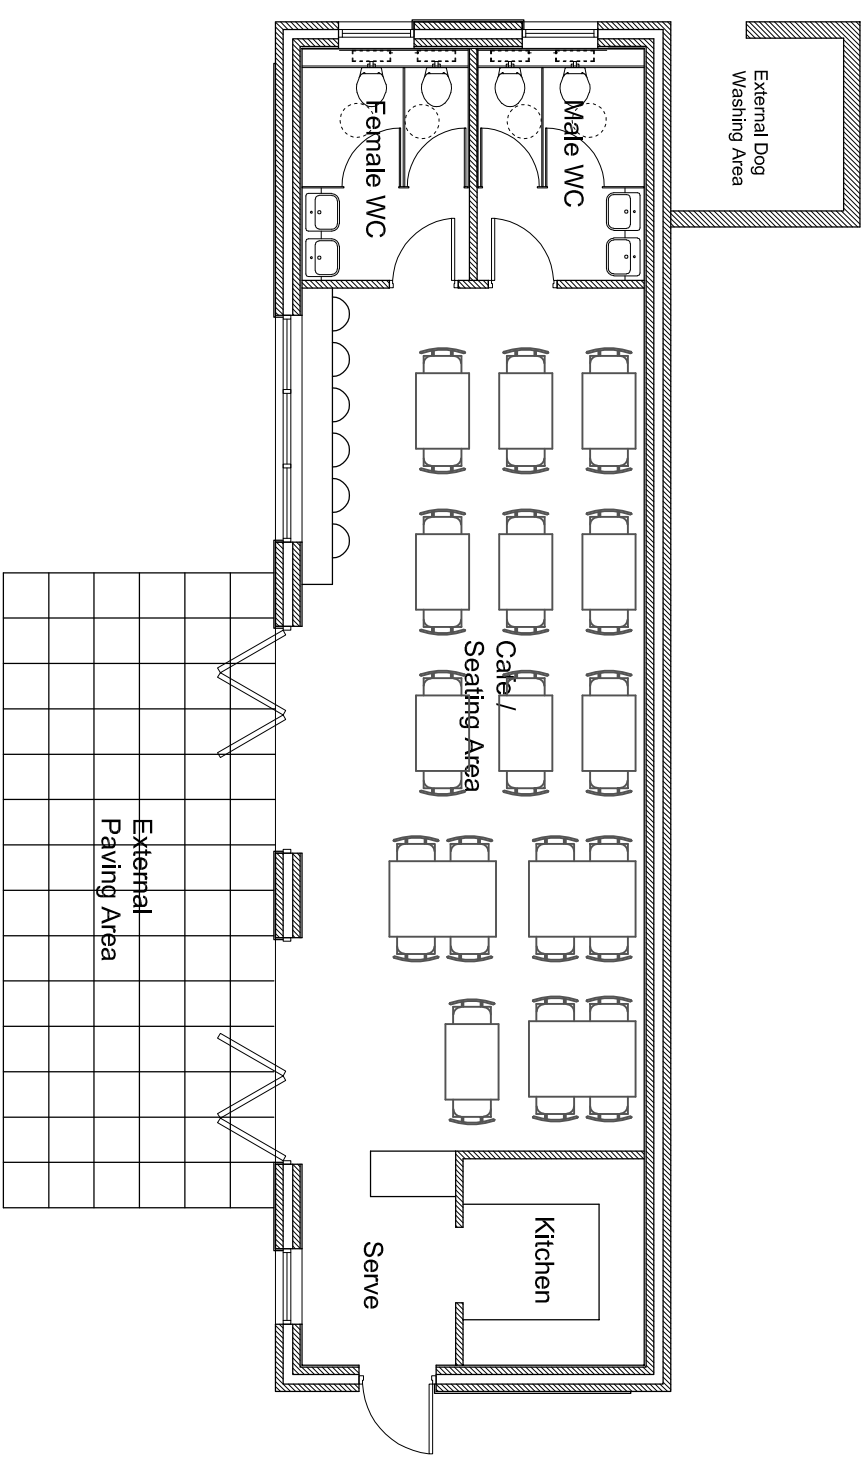 External Dog
Washing Area
Male WC
Female WC
Cafe /
Seating Area
External
Paving Area
Kitchen
Serve